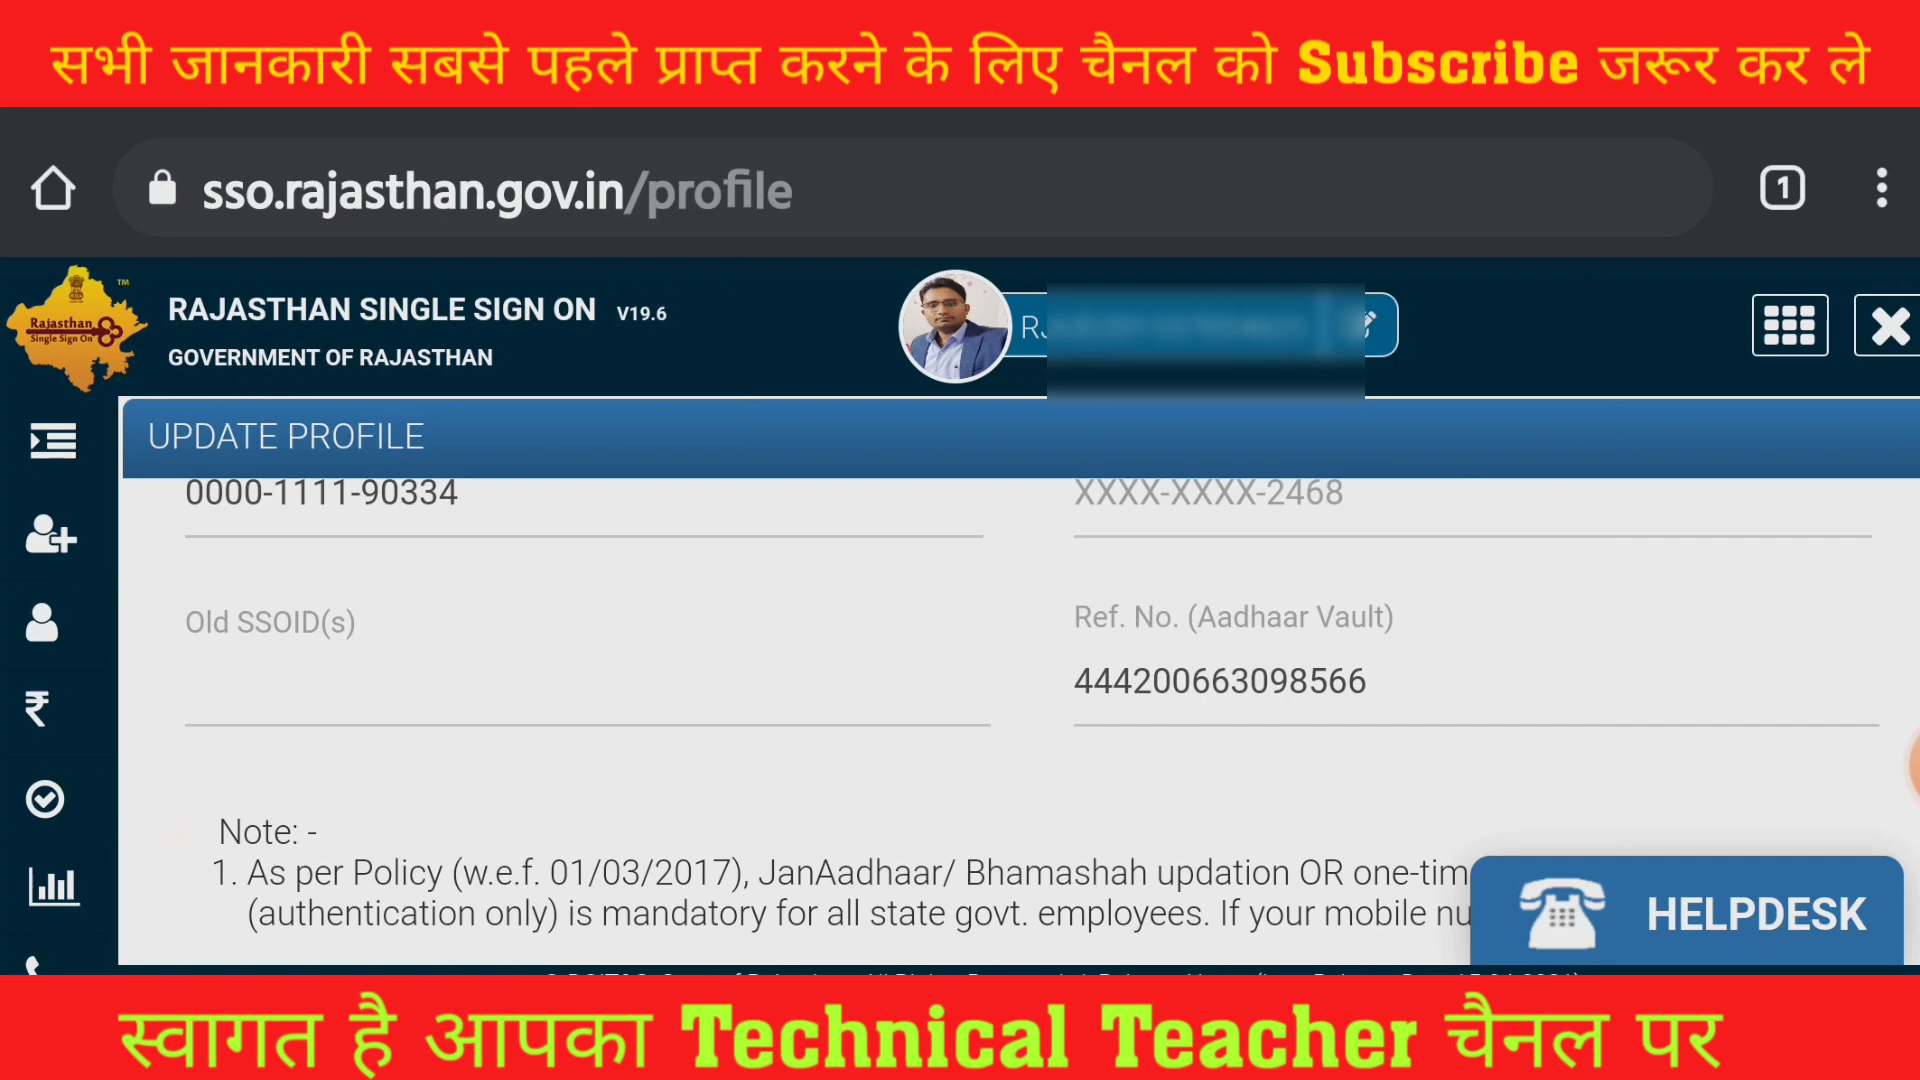 सभी जानकारी सबसे पहले प्राप्त करने के लिए चैनल को Subscribe जरूर कर ले
sso.rajasthan.gov.in/profile
1
Rajasthan
Single Sign On
TM
RAJASTHAN SINGLE SIGN ON V19.6
GOVERNMENT OF RAJASTHAN
RJ
UPDATE PROFILE
0000-1111-90334
XXXX-XXXX-2468
Old SSOID(s)
Ref. No. (Aadhaar Vault)
444200663098566
Note: -
1. As per Policy (w.e.f. 01/03/2017), JanAadhaar/ Bhamashah updation OR one-tim
(authentication only) is mandatory for all state govt. employees. If your mobile nu
HELPDESK
स्वागत है आपका Technical Teacher चैनल पर